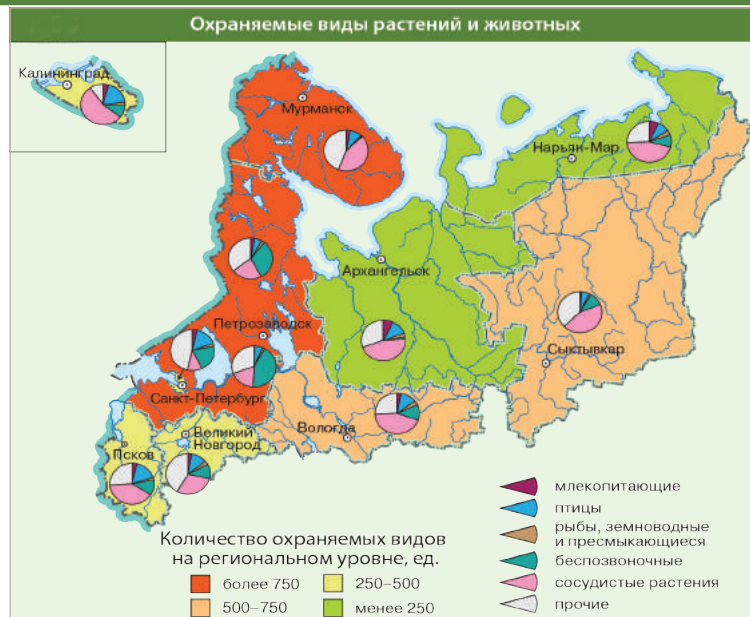 Охраняемые виды растений и животных
Калининград
Мурманск
Нарьян-Мар
Архангельск
Петрозаводск
Сыктывкар
Санкт-Петербург
Вологда
Великий
Новгород
Псков
Количество охраняемых видов
на региональном уровне, ед.
более 750
250–500
500–750
менее 250
млекопитающие
птицы
рыбы, земноводные
и пресмыкающиеся
беспозвоночные
сосудистые растения
прочие